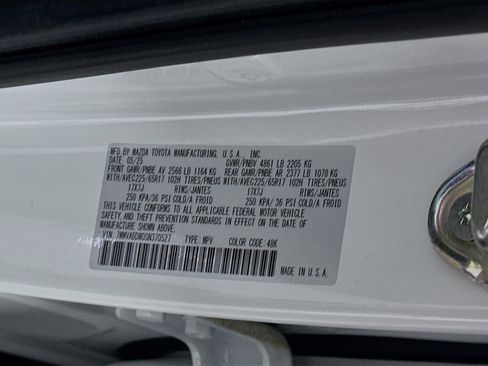 MFD. BY MAZDA TOYOTA MANUFACTURING, U.S.A., INC.
DATE: 05/25 GVWR/PNBV 4861 LB 2205 KG
FRONT GAWR/PNBE AV 2566 LB 1164 KG REAR GAWR/PNBE AR 2377 LB 1078 KG
WITH/AVEC225/65R17 102H TIRES/PNEUS WITH/AVEC225/65R17 102H TIRES/PNEUS
17X7J RIMS/JANTES 17X7J RIMS/JANTES
250 KPA/36 PSI COLD/A FROID 250 KPA/ 36 PSI COLD/A FROID
THIS VEHICLE CONFORMS TO ALL APPLICABLE FEDERAL MOTOR VEHICLE
SAFETY, BUMPER, AND THEFT PREVENTION STANDARDS IN EFFECT ON THE DATE OF
MANUFACTURE SHOWN ABOVE.
VIN: TYPE: MPV COLOR CODE: 48K